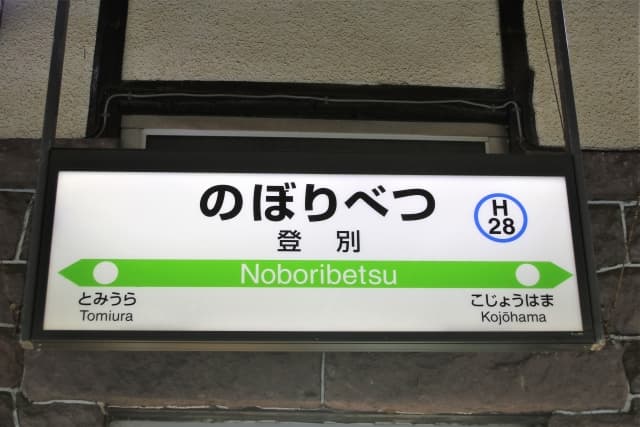 のぼりべつ
H
28
登 別
Noboribetsu
とみうら
Tomiura
こじょうはま
Kojōhama